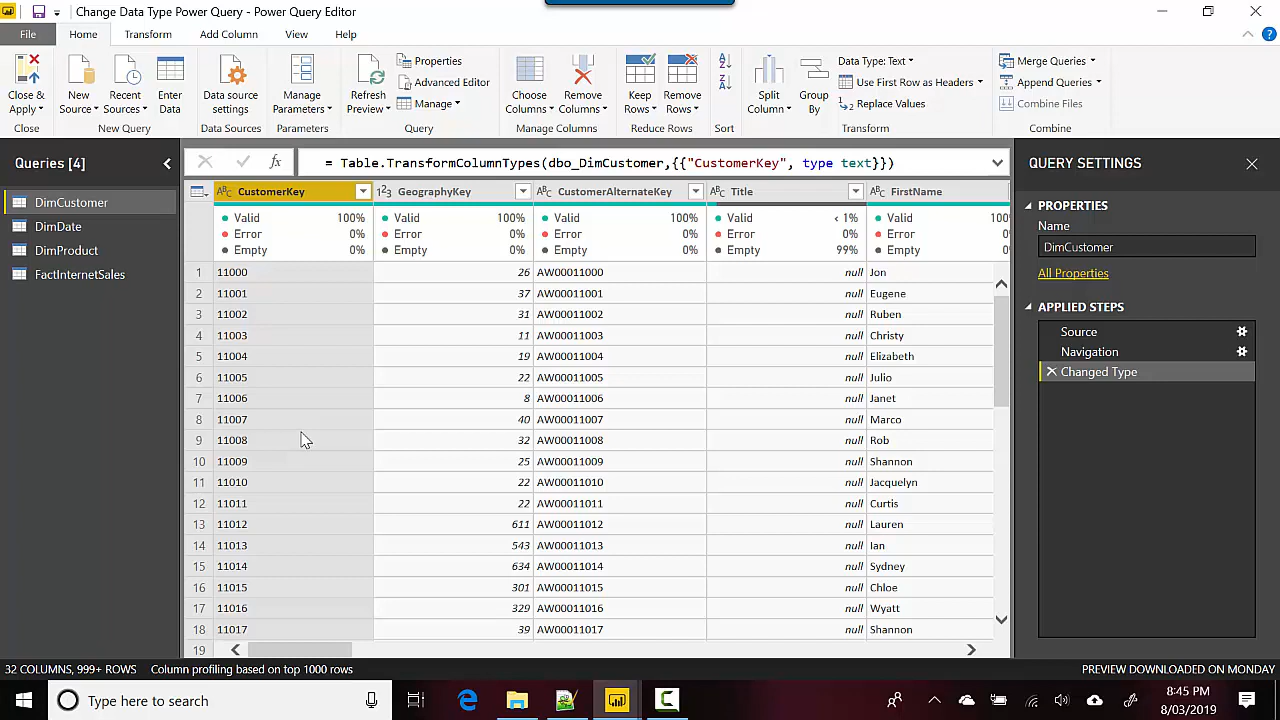 Change Data Type Power Query - Power Query Editor
File Home Transform Add Column View Help
Close & Apply
New Source
Recent Sources
Enter Data
Data source settings
Manage Parameters
Refresh Preview
Properties
Advanced Editor
Manage
Choose Columns
Remove Columns
Keep Rows
Remove Rows
Split Column
Group By
Data Type: Text
Use First Row as Headers
Replace Values
Merge Queries
Append Queries
Combine Files
Close New Query Data Sources Parameters Query Manage Columns Reduce Rows Sort Transform Combine
Queries [4]
DimCustomer
DimDate
DimProduct
FactInternetSales
= Table.TransformColumnTypes(dbo_DimCustomer,{{"CustomerKey", type text}})
CustomerKey GeographyKey CustomerAlternateKey Title FirstName
Valid 100% Valid 100% Valid 100% Valid < 1% Valid 100
Error 0% Error 0% Error 0% Error 0% Error 0
Empty 0% Empty 0% Empty 0% Empty 99% Empty 0
1 11000 26 AW00011000 null Jon
2 11001 37 AW00011001 null Eugene
3 11002 31 AW00011002 null Ruben
4 11003 11 AW00011003 null Christy
5 11004 19 AW00011004 null Elizabeth
6 11005 22 AW00011005 null Julio
7 11006 8 AW00011006 null Janet
8 11007 40 AW00011007 null Marco
9 11008 32 AW00011008 null Rob
10 11009 25 AW00011009 null Shannon
11 11010 22 AW00011010 null Jacquelyn
12 11011 22 AW00011011 null Curtis
13 11012 611 AW00011012 null Lauren
14 11013 543 AW00011013 null Ian
15 11014 634 AW00011014 null Sydney
16 11015 301 AW00011015 null Chloe
17 11016 329 AW00011016 null Wyatt
18 11017 39 AW00011017 null Shannon
19
QUERY SETTINGS
PROPERTIES
Name
DimCustomer
All Properties
APPLIED STEPS
Source
Navigation
Changed Type
32 COLUMNS, 999+ ROWS Column profiling based on top 1000 rows PREVIEW DOWNLOADED ON MONDAY
Type here to search
8:45 PM
8/03/2019